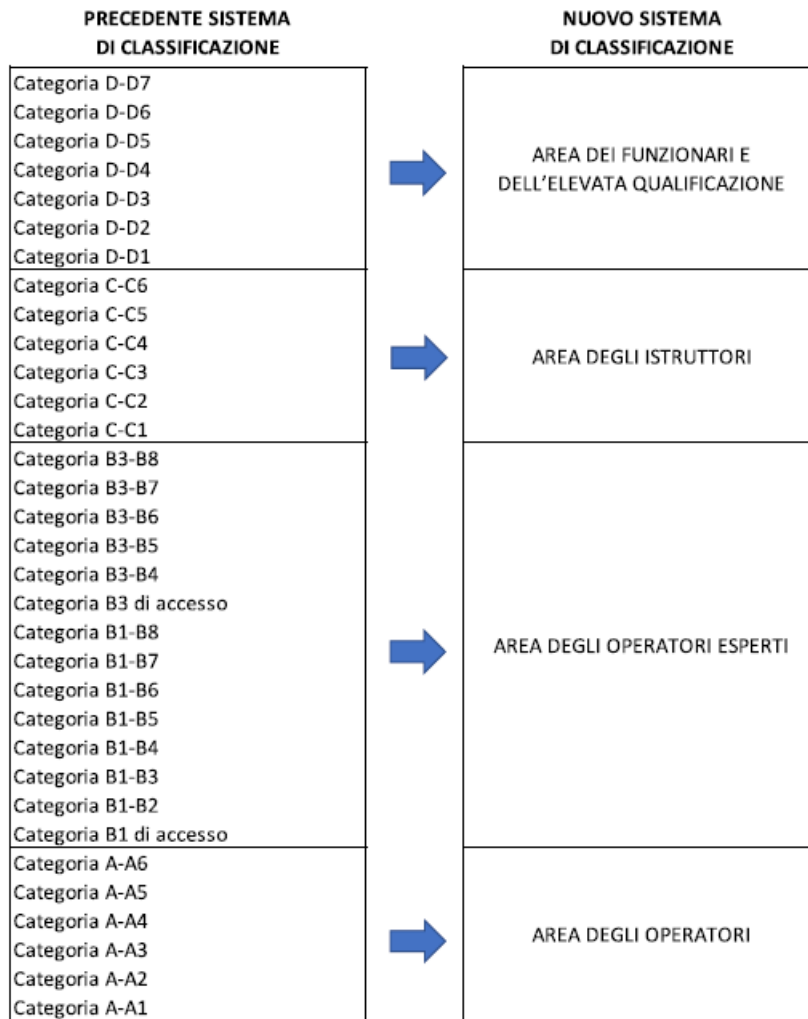 PRECEDENTE SISTEMA
DI CLASSIFICAZIONE
NUOVO SISTEMA
DI CLASSIFICAZIONE
Categoria D-D7
Categoria D-D6
Categoria D-D5
Categoria D-D4
Categoria D-D3
Categoria D-D2
Categoria D-D1
AREA DEI FUNZIONARI E
DELL'ELEVATA QUALIFICAZIONE
Categoria C-C6
Categoria C-C5
Categoria C-C4
Categoria C-C3
Categoria C-C2
Categoria C-C1
AREA DEGLI ISTRUTTORI
Categoria B3-B8
Categoria B3-B7
Categoria B3-B6
Categoria B3-B5
Categoria B3-B4
Categoria B3 di accesso
Categoria B1-B8
Categoria B1-B7
Categoria B1-B6
Categoria B1-B5
Categoria B1-B4
Categoria B1-B3
Categoria B1-B2
Categoria B1 di accesso
AREA DEGLI OPERATORI ESPERTI
Categoria A-A6
Categoria A-A5
Categoria A-A4
Categoria A-A3
Categoria A-A2
Categoria A-A1
AREA DEGLI OPERATORI